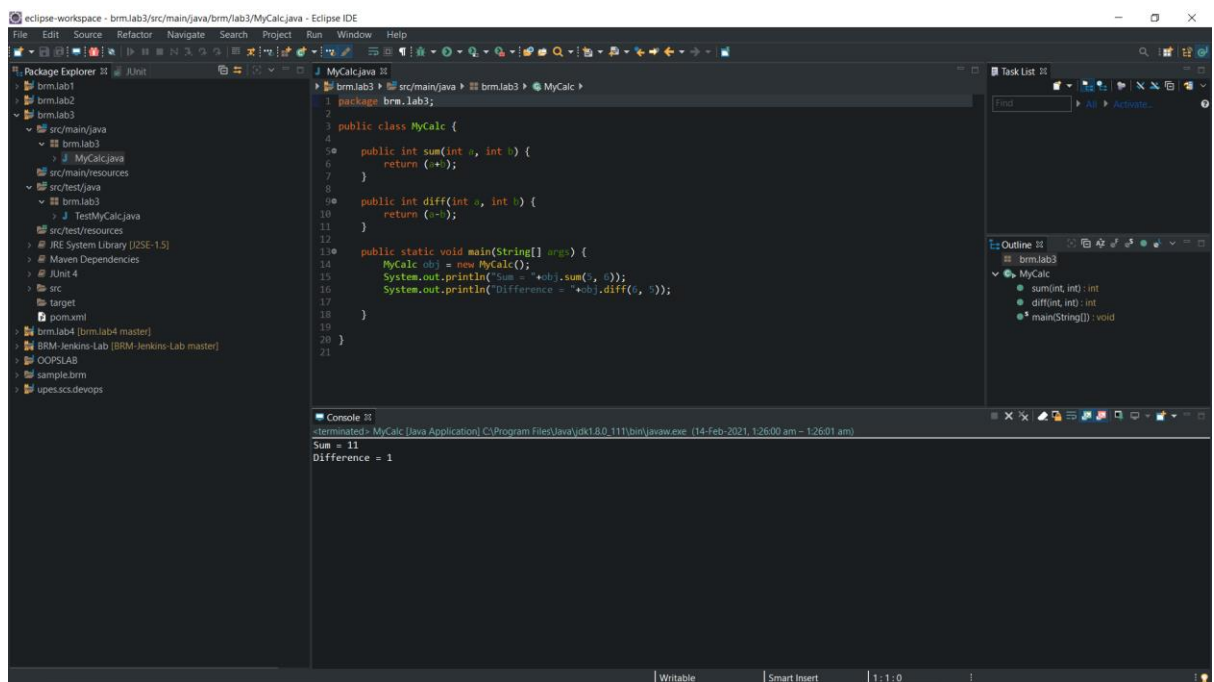 eclipse-workspace - brm.lab3/src/main/java/brm/lab3/MyCalc.java - Eclipse IDE
File Edit Source Refactor Navigate Search Project Run Window Help
Package Explorer JUnit
brm.lab1
brm.lab2
brm.lab3
src/main/java
brm.lab3
MyCalc.java
src/main/resources
src/test/java
brm.lab3
TestMyCalc.java
src/test/resources
JRE System Library [J2SE-1.5]
Maven Dependencies
JUnit 4
src
target
pom.xml
brm.lab4 [brm.lab4 master]
BRM-Jenkins-Lab [BRM-Jenkins-Lab master]
OOPSLAB
sample.brm
upes.scs.devops
MyCalc.java
brm.lab3 src/main/java brm.lab3 MyCalc
1 package brm.lab3;
2
3 public class MyCalc {
4
5 public int sum(int a, int b) {
6 return (a+b);
7 }
8
9 public int diff(int a, int b) {
10 return (a-b);
11 }
12
13 public static void main(String[] args) {
14 MyCalc obj = new MyCalc();
15 System.out.println("Sum = "+obj.sum(5, 6));
16 System.out.println("Difference = "+obj.diff(6, 5));
17
18 }
19
20 }
21
Task List
Find All Activate...
Outline
brm.lab3
MyCalc
sum(int, int) : int
diff(int, int) : int
main(String[]) : void
Console
<terminated> MyCalc [Java Application] C:\Program Files\Java\jdk1.8.0_111\bin\javaw.exe (14-Feb-2021, 1:26:00 am – 1:26:01 am)
Sum = 11
Difference = 1
Writable Smart Insert 1 : 1 : 0